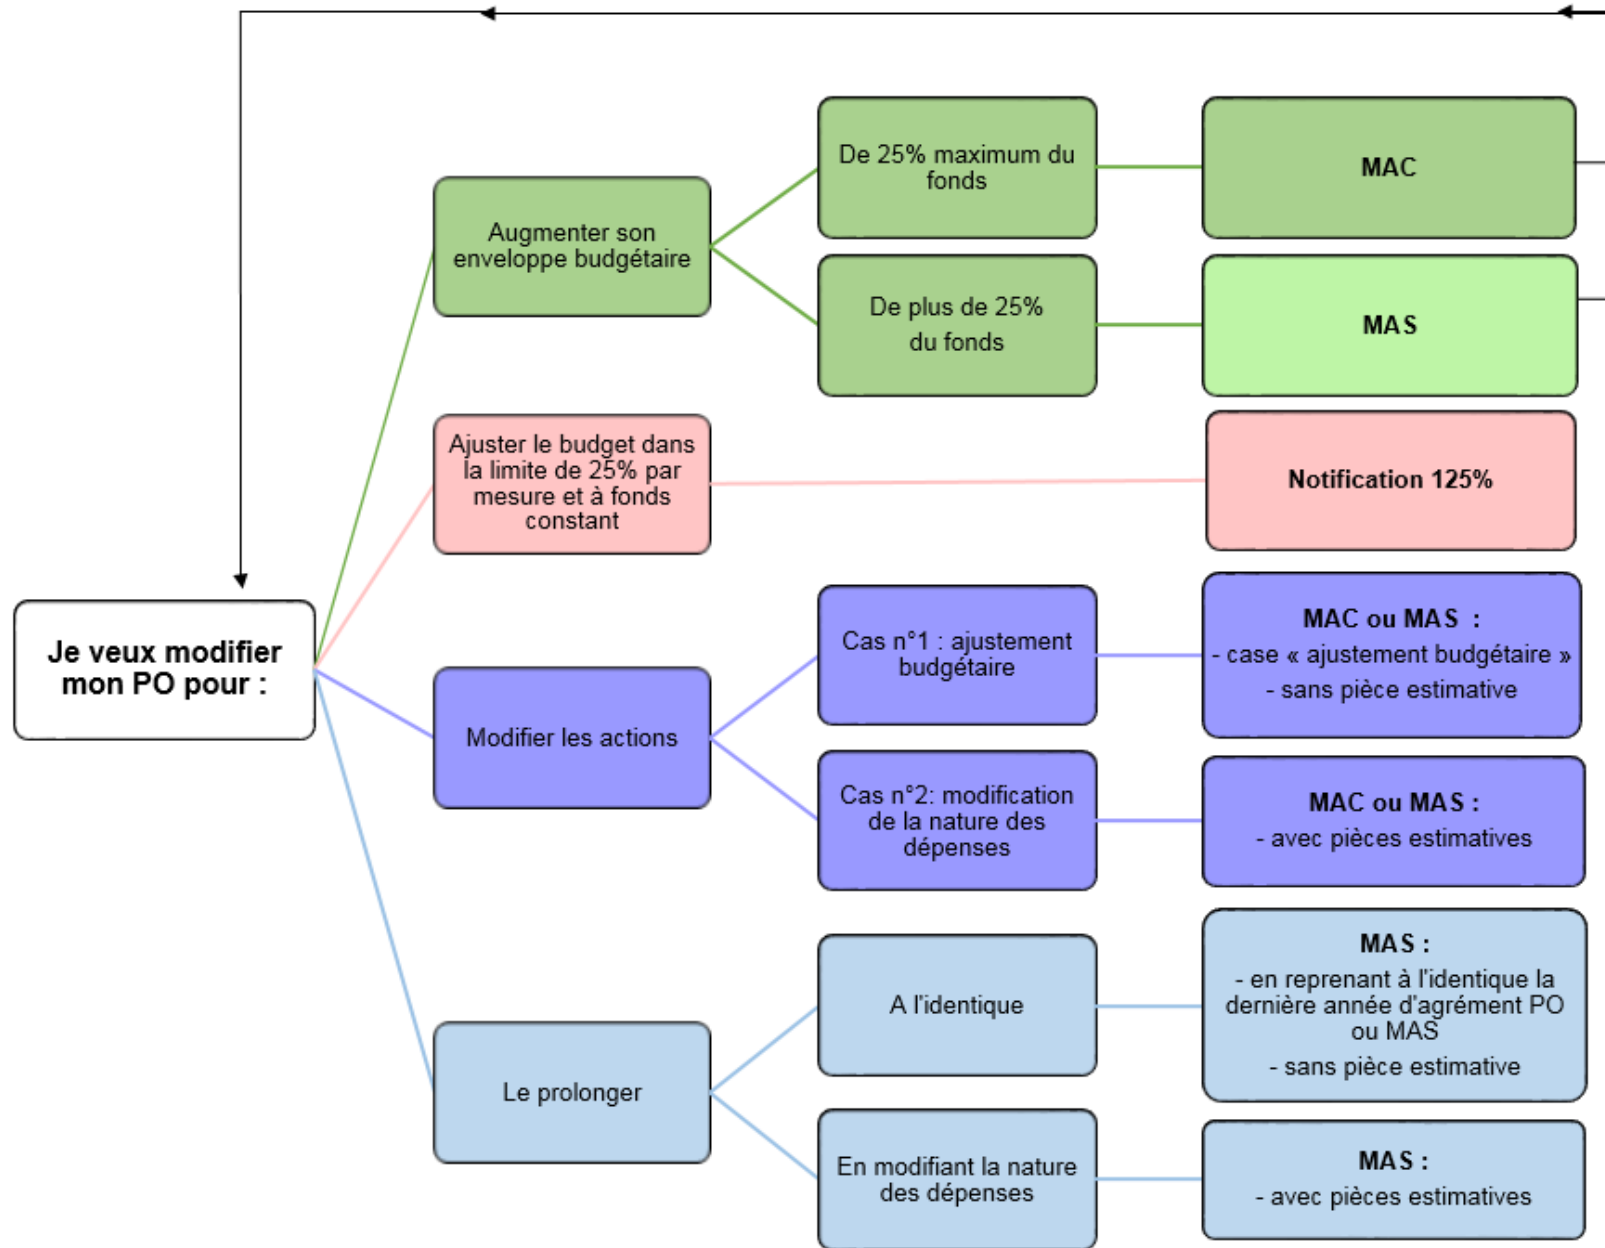 Je veux modifier
mon PO pour :
Augmenter son
enveloppe budgétaire
De 25% maximum du
fonds
MAC
De plus de 25%
du fonds
MAS
Ajuster le budget dans
la limite de 25% par
mesure et à fonds
constant
Notification 125%
Modifier les actions
Cas n°1 : ajustement
budgétaire
MAC ou MAS :
- case « ajustement budgétaire »
- sans pièce estimative
Cas n°2: modification
de la nature des
dépenses
MAC ou MAS :
- avec pièces estimatives
Le prolonger
A l'identique
MAS :
- en reprenant à l'identique la
dernière année d'agrément PO
ou MAS
- sans pièce estimative
En modifiant la nature
des dépenses
MAS :
- avec pièces estimatives